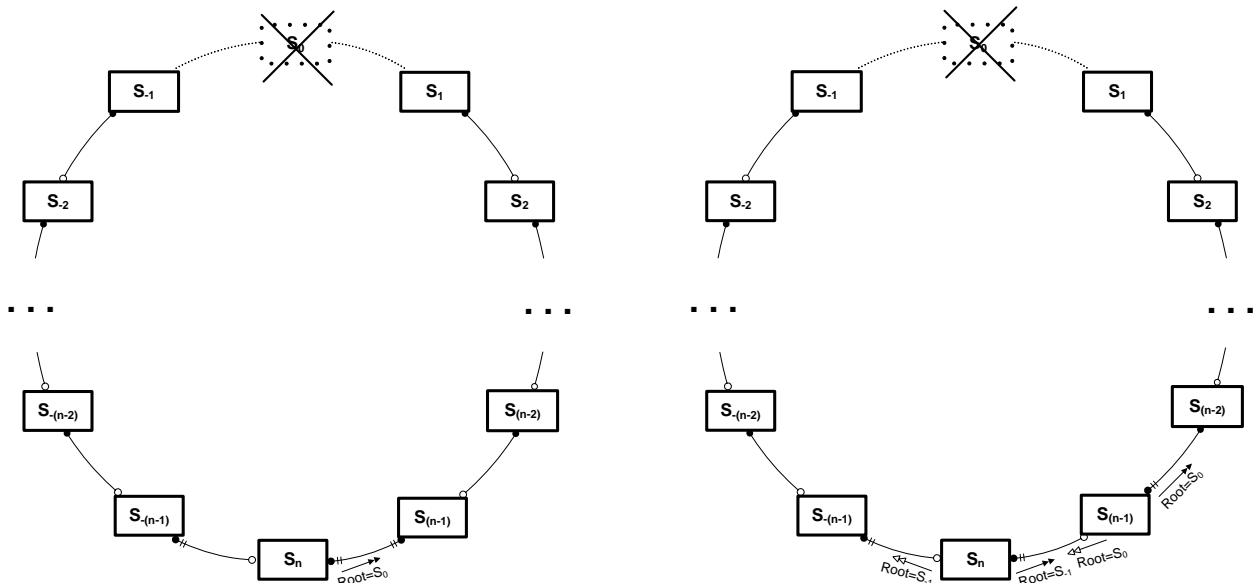 S₀
S₋₁
S₁
S₋₂
S₂
. . .
. . .
S₋₍ₙ₋₂₎
S₍ₙ₋₂₎
S₋₍ₙ₋₁₎
S₍ₙ₋₁₎
Sₙ
Root=S₀
S₀
S₋₁
S₁
S₋₂
S₂
. . .
. . .
S₋₍ₙ₋₂₎
S₍ₙ₋₂₎
Root=S₀
S₋₍ₙ₋₁₎
S₍ₙ₋₁₎
Sₙ
Root=S₋₁
Root=S₋₁
Root=S₀